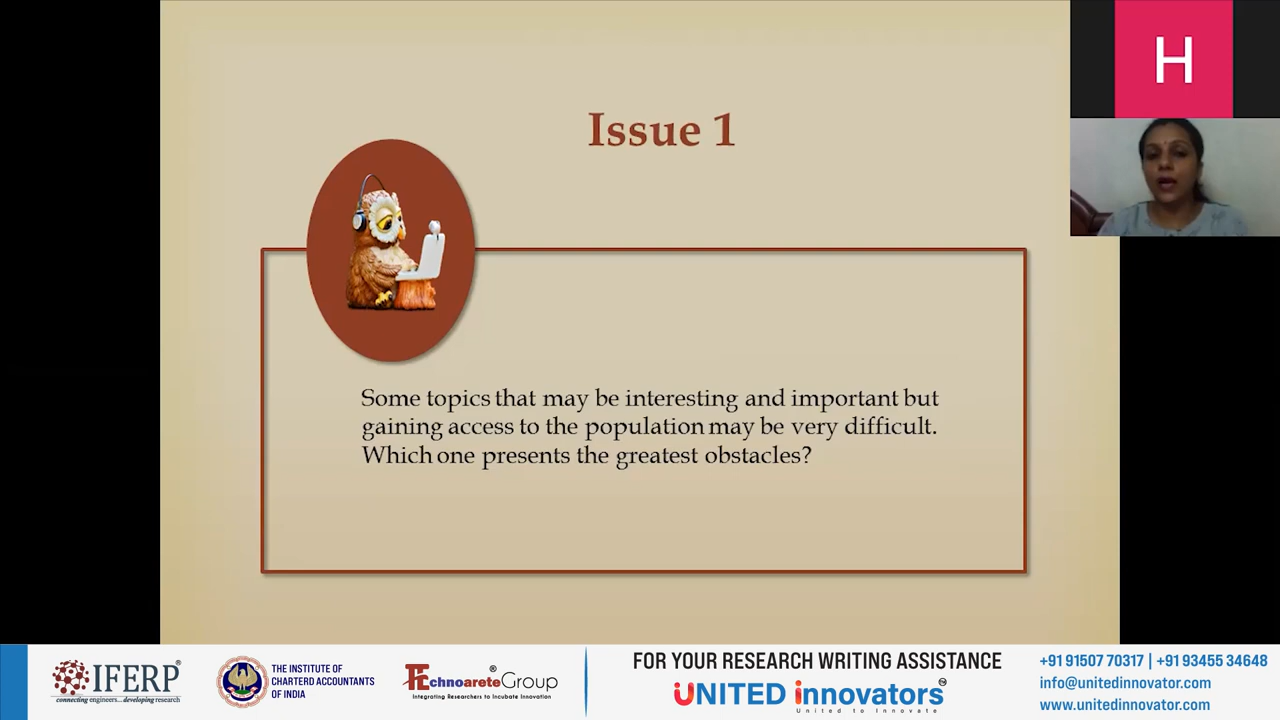 H
Issue 1
Some topics that may be interesting and important but
gaining access to the population may be very difficult.
Which one presents the greatest obstacles?
IFERP®
connecting engineers... developing research
THE INSTITUTE OF
CHARTERED ACCOUNTANTS
OF INDIA
TechnoareteGroup®
Integrating Researchers to Incubate Innovation
FOR YOUR RESEARCH WRITING ASSISTANCE
UNITED innovators™
United to Innovate
+91 91507 70317 | +91 93455 34648
info@unitedinnovator.com
www.unitedinnovator.com